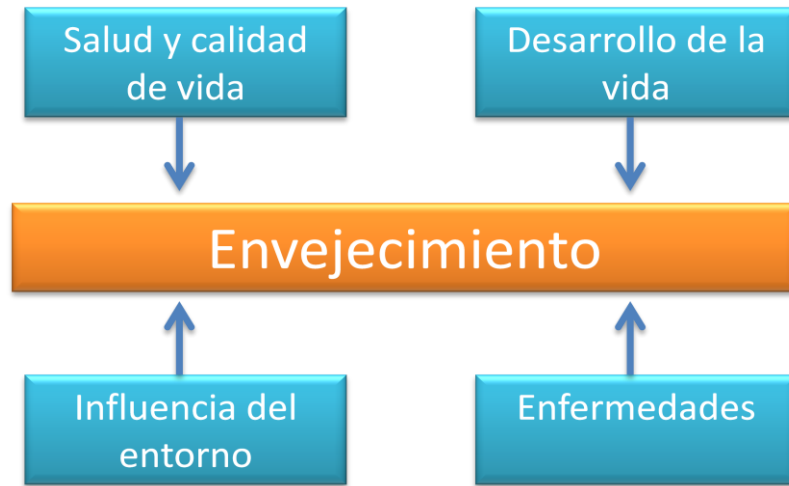 Salud y calidad
de vida
Desarrollo de la
vida
Envejecimiento
Influencia del
entorno
Enfermedades